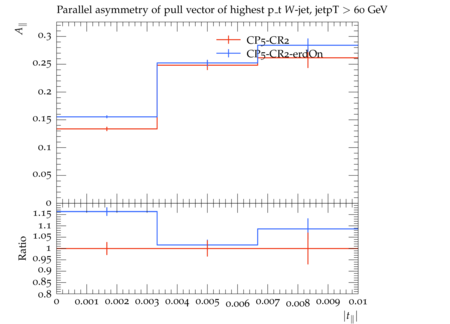 Parallel asymmetry of pull vector of highest p_t W-jet, jetpT > 60 GeV
A∥
CP5-CR2
CP5-CR2-erdOn
0.3
0.25
0.2
0.15
0.1
0.05
0
Ratio
1.15
1.1
1.05
1
0.95
0.9
0.85
0.8
0 0.001 0.002 0.003 0.004 0.005 0.006 0.007 0.008 0.009 0.01
|t∥|